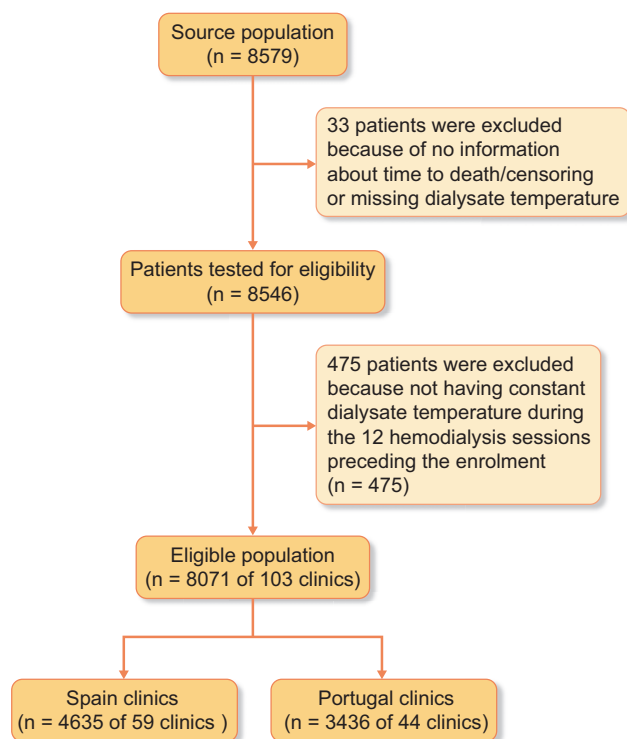 Source population
(n = 8579)
33 patients were excluded
because of no information
about time to death/censoring
or missing dialysate temperature
Patients tested for eligibility
(n = 8546)
475 patients were excluded
because not having constant
dialysate temperature during
the 12 hemodialysis sessions
preceding the enrolment
(n = 475)
Eligible population
(n = 8071 of 103 clinics)
Spain clinics
(n = 4635 of 59 clinics )
Portugal clinics
(n = 3436 of 44 clinics)